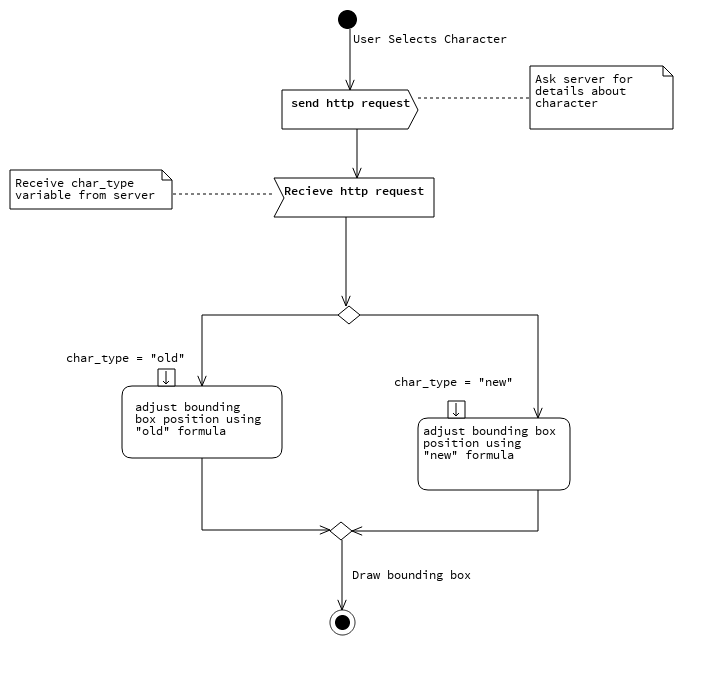 User Selects Character
send http request
Ask server for
details about
character
Receive char_type
variable from server
Recieve http request
char_type = "old"
adjust bounding
box position using
"old" formula
char_type = "new"
adjust bounding box
position using
"new" formula
Draw bounding box